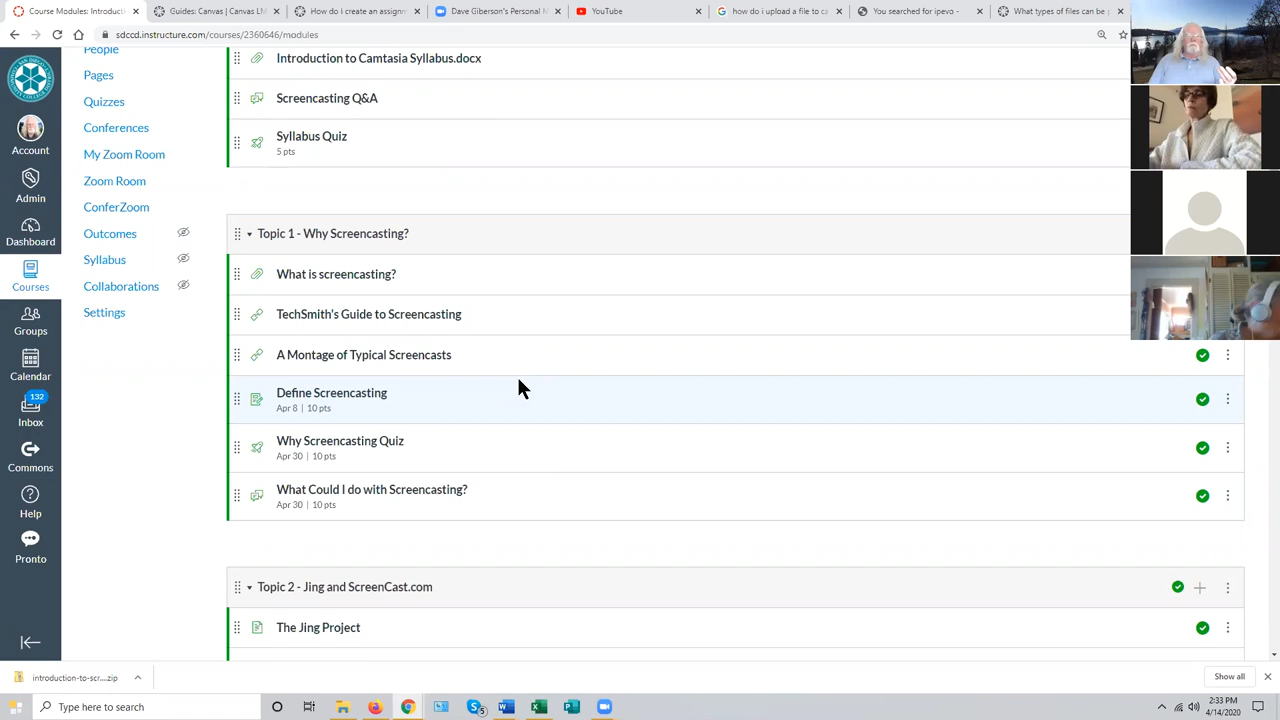 Course Modules: Introduct
Guides: Canvas | Canvas LM
How do I create an assignm
Dave Giberson's Personal M
YouTube
how do i upload a file to ca
You searched for ipevo -
What types of files can be
sdccd.instructure.com/courses/2360646/modules
People
Pages
Quizzes
Conferences
My Zoom Room
Zoom Room
ConferZoom
Outcomes
Syllabus
Collaborations
Settings
Account
Admin
Dashboard
Courses
Groups
Calendar
132
Inbox
Commons
Help
Pronto
Introduction to Camtasia Syllabus.docx
Screencasting Q&A
Syllabus Quiz
5 pts
Topic 1 - Why Screencasting?
What is screencasting?
TechSmith's Guide to Screencasting
A Montage of Typical Screencasts
Define Screencasting
Apr 8 | 10 pts
Why Screencasting Quiz
Apr 30 | 10 pts
What Could I do with Screencasting?
Apr 30 | 10 pts
Topic 2 - Jing and ScreenCast.com
The Jing Project
introduction-to-scr....zip
Show all
Type here to search
5
2:33 PM
4/14/2020